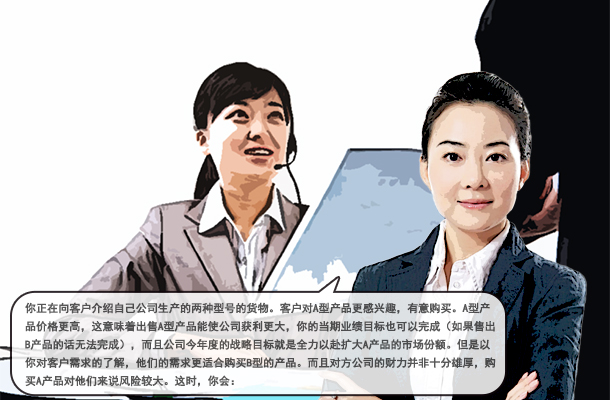 你正在向客户介绍自己公司生产的两种型号的货物。客户对A型产品更感兴趣，有意购买。A型产
品价格更高，这意味着出售A型产品能使公司获利更大，你的当期业绩目标也可以完成（如果售出
B产品的话无法完成），而且公司今年度的战略目标就是全力以赴扩大A产品的市场份额。但是以
你对客户需求的了解，他们的需求更适合购买B型的产品。而且对方公司的财力并非十分雄厚，购
买A产品对他们来说风险较大。这时，你会：